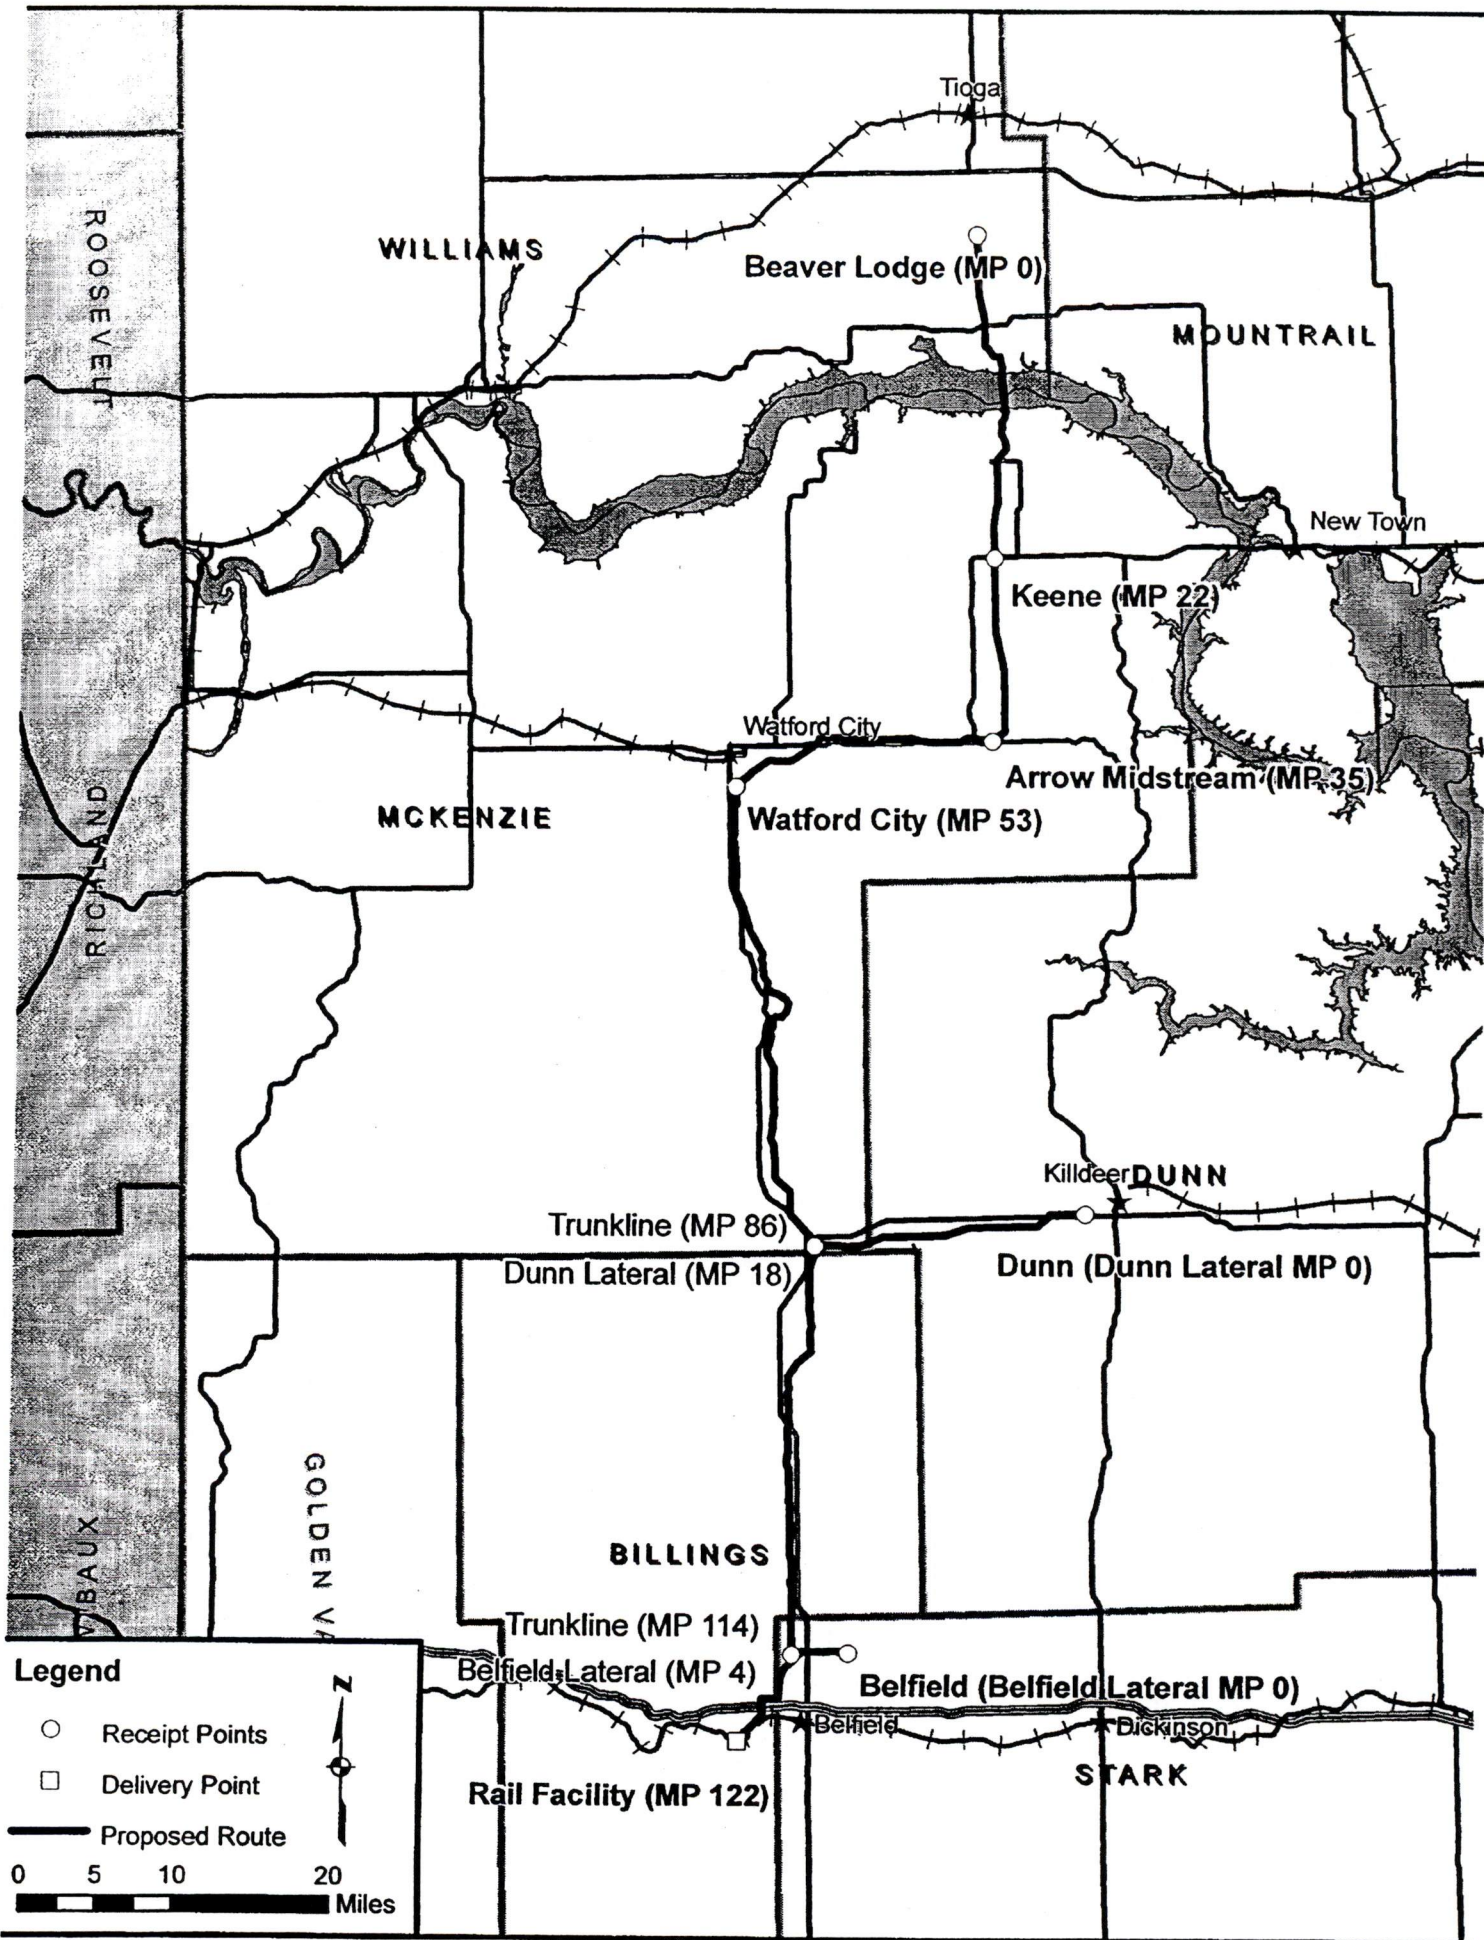 Tioga
ROOSEVELT
WILLIAMS
Beaver Lodge (MP 0)
MOUNTRAIL
New Town
Keene (MP 22)
Watford City
Arrow Midstream (MP 35)
MCKENZIE
Watford City (MP 53)
RICHLAND
Killdeer
DUNN
Trunkline (MP 86)
Dunn Lateral (MP 18)
Dunn (Dunn Lateral MP 0)
GOLDEN VA
BAUX
BILLINGS
Trunkline (MP 114)
Belfield Lateral (MP 4)
Belfield (Belfield Lateral MP 0)
Belfield
Dickinson
STARK
Rail Facility (MP 122)
Legend
N
Receipt Points
Delivery Point
Proposed Route
0 5 10 20
Miles